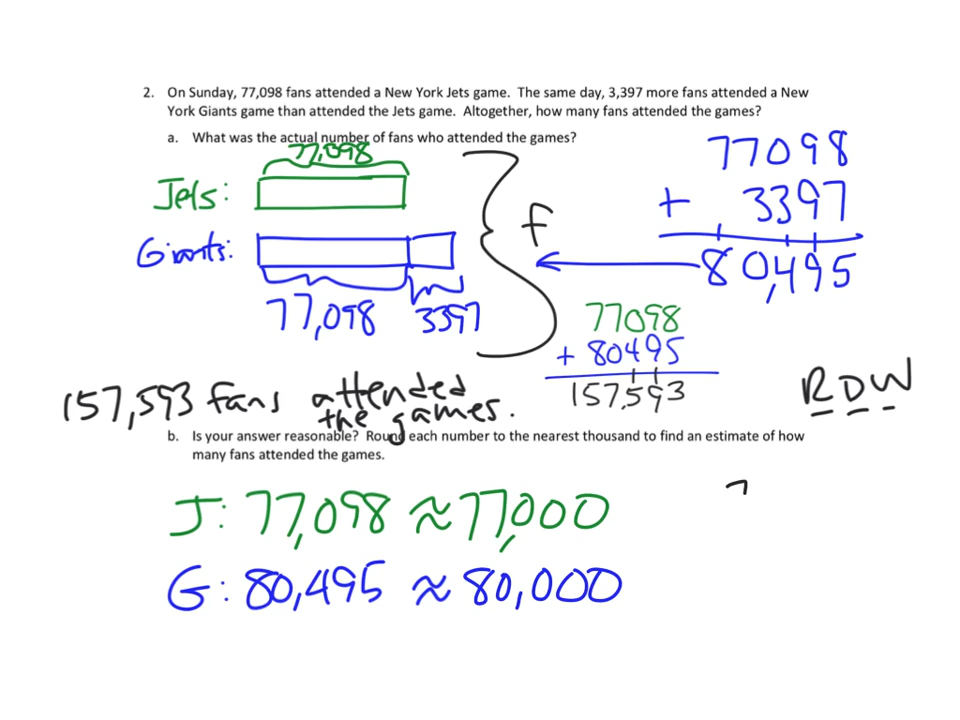 2. On Sunday, 77,098 fans attended a New York Jets game. The same day, 3,397 more fans attended a New
York Giants game than attended the Jets game. Altogether, how many fans attended the games?
a. What was the actual number of fans who attended the games?
77,098
Jets:
Giants:
77,098 3397
f
77098
+ 3397
80,495
77098
+ 80495
157,593
RDW
157,593 fans attended
the games.
b. Is your answer reasonable? Round each number to the nearest thousand to find an estimate of how
many fans attended the games.
J: 77,098 ≈ 77,000
G: 80,495 ≈ 80,000